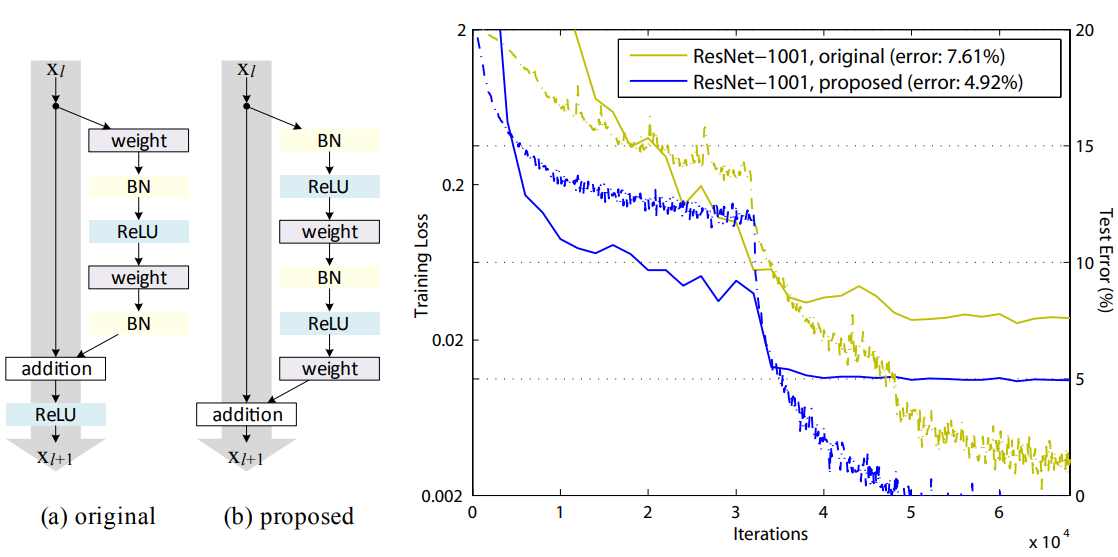 x_l
weight
BN
ReLU
weight
BN
addition
ReLU
x_{l+1}
(a) original
x_l
BN
ReLU
weight
BN
ReLU
weight
addition
x_{l+1}
(b) proposed
ResNet−1001, original (error: 7.61%)
ResNet−1001, proposed (error: 4.92%)
2
0.2
0.02
0.002
Training Loss
20
15
10
5
0
Test Error (%)
0 1 2 3 4 5 6
Iterations
x 10^4